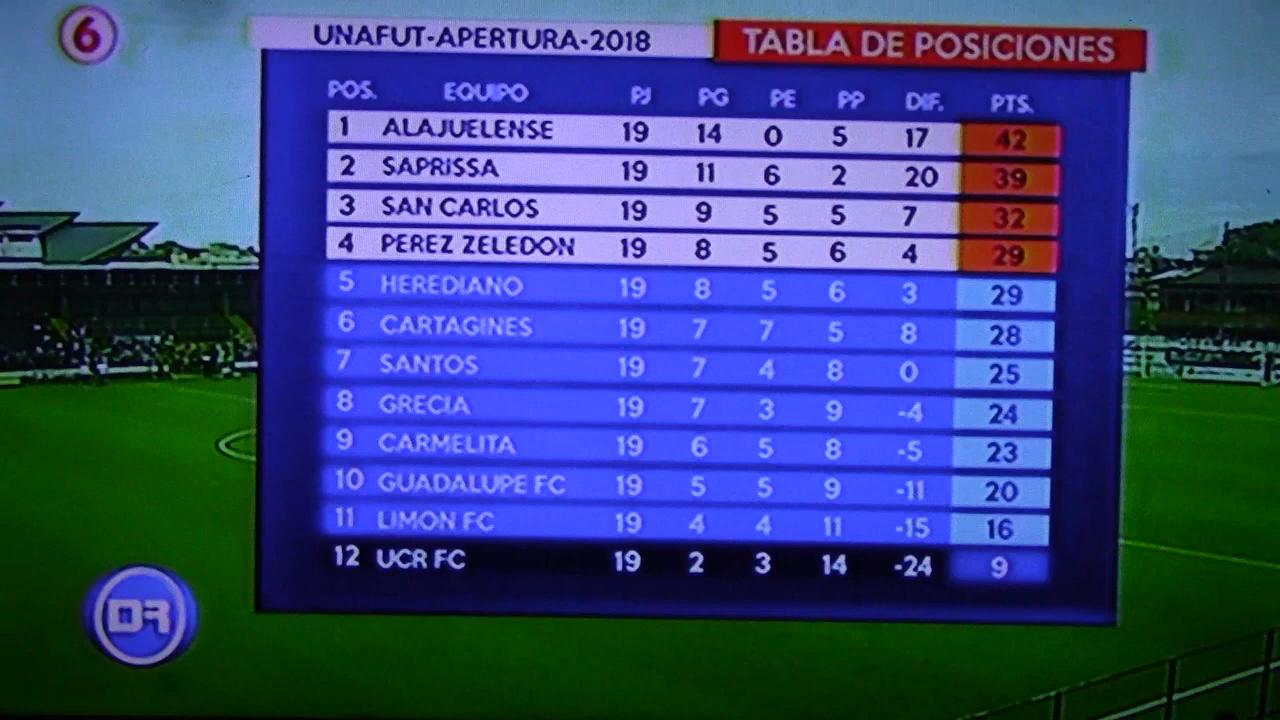 6
UNAFUT-APERTURA-2018 TABLA DE POSICIONES
POS. EQUIPO PJ PG PE PP DIF. PTS.
1 ALAJUELENSE 19 14 0 5 17 42
2 SAPRISSA 19 11 6 2 20 39
3 SAN CARLOS 19 9 5 5 7 32
4 PEREZ ZELEDON 19 8 5 6 4 29
5 HEREDIANO 19 8 5 6 3 29
6 CARTAGINES 19 7 7 5 8 28
7 SANTOS 19 7 4 8 0 25
8 GRECIA 19 7 3 9 -4 24
9 CARMELITA 19 6 5 8 -5 23
10 GUADALUPE FC 19 5 5 9 -11 20
11 LIMON FC 19 4 4 11 -15 16
12 UCR FC 19 2 3 14 -24 9